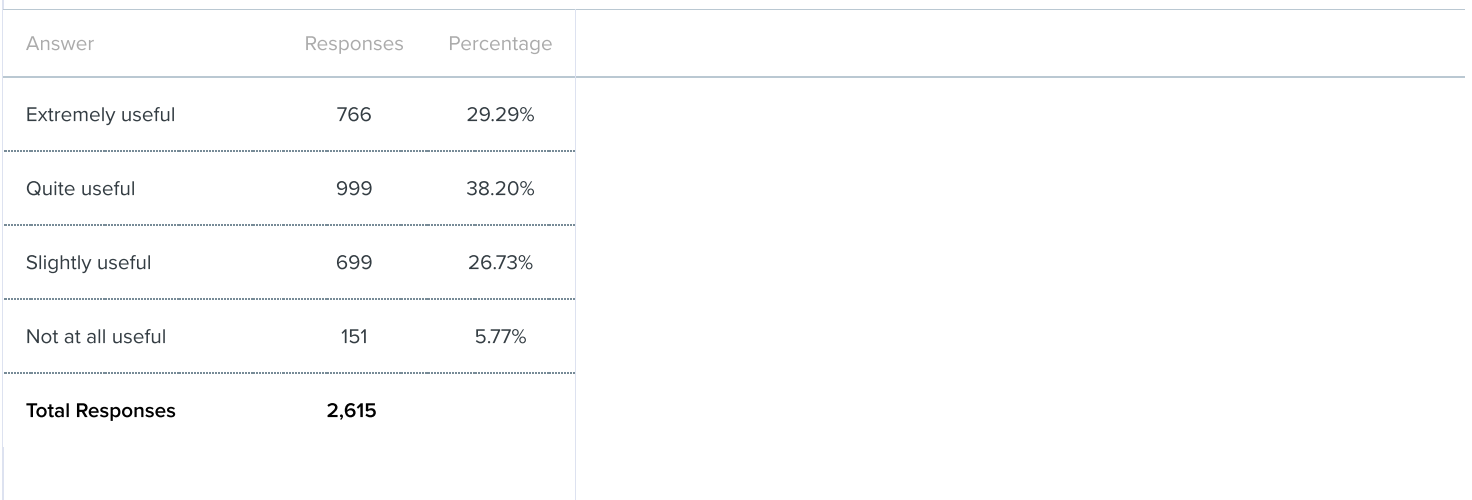 Answer Responses Percentage
Extremely useful 766 29.29%
Quite useful 999 38.20%
Slightly useful 699 26.73%
Not at all useful 151 5.77%
Total Responses 2,615